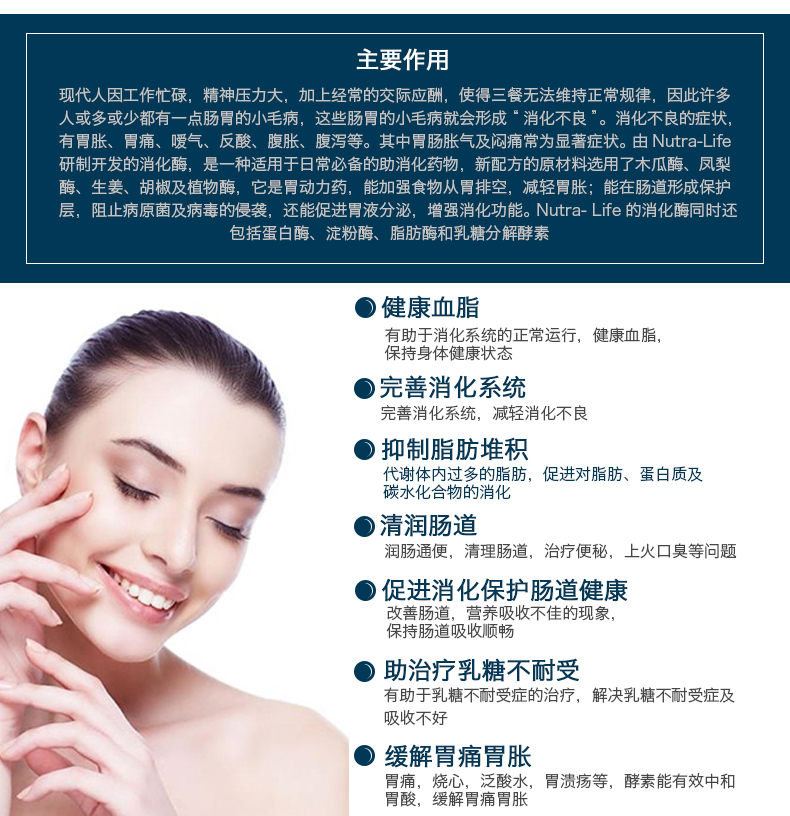 主要作用
现代人因工作忙碌，精神压力大，加上经常的交际应酬，使得三餐无法维持正常规律，因此许多
人或多或少都有一点肠胃的小毛病，这些肠胃的小毛病就会形成“消化不良”。消化不良的症状，
有胃胀、胃痛、嗳气、反酸、腹胀、腹泻等。其中胃肠胀气及闷痛常为显著症状。由 Nutra-Life
研制开发的消化酶，是一种适用于日常必备的助消化药物，新配方的原材料选用了木瓜酶、凤梨
酶、生姜、胡椒及植物酶，它是胃动力药，能加强食物从胃排空，减轻胃胀；能在肠道形成保护
层，阻止病原菌及病毒的侵袭，还能促进胃液分泌，增强消化功能。Nutra- Life 的消化酶同时还
包括蛋白酶、淀粉酶、脂肪酶和乳糖分解酵素
健康血脂
有助于消化系统的正常运行，健康血脂，
保持身体健康状态
完善消化系统
完善消化系统，减轻消化不良
抑制脂肪堆积
代谢体内过多的脂肪，促进对脂肪、蛋白质及
碳水化合物的消化
清润肠道
润肠通便，清理肠道，治疗便秘，上火口臭等问题
促进消化保护肠道健康
改善肠道，营养吸收不佳的现象，
保持肠道吸收顺畅
助治疗乳糖不耐受
有助于乳糖不耐受症的治疗，解决乳糖不耐受症及
吸收不好
缓解胃痛胃胀
胃痛，烧心，泛酸水，胃溃疡等，酵素能有效中和
胃酸，缓解胃痛胃胀